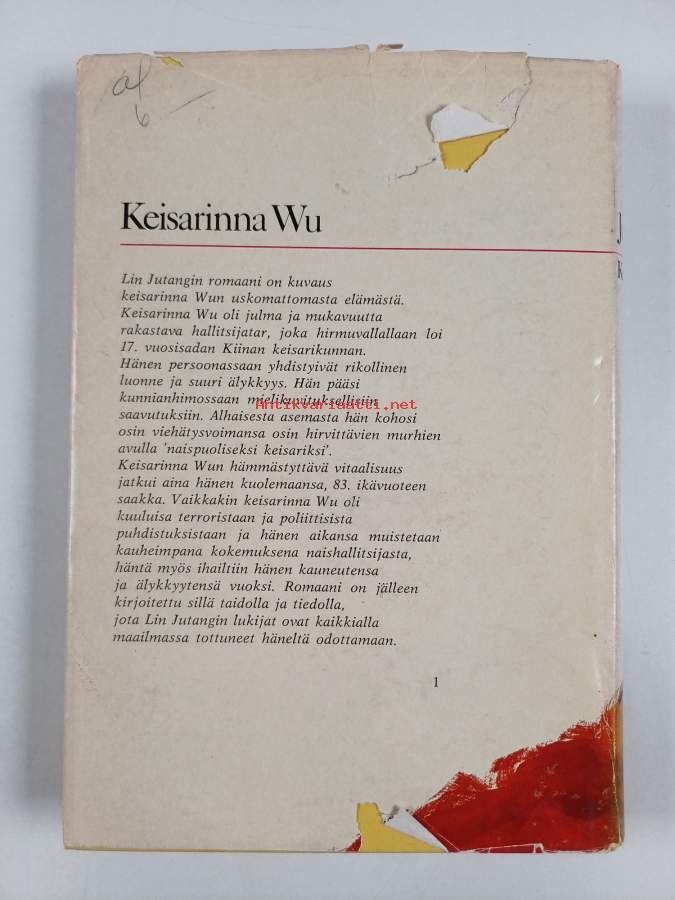 al
6
Keisarinna Wu
J
K
Lin Jutangin romaani on kuvaus
keisarinna Wun uskomattomasta elämästä.
Keisarinna Wu oli julma ja mukavuutta
rakastava hallitsijatar, joka hirmuvallallaan loi
17. vuosisadan Kiinan keisarikunnan.
Hänen persoonassaan yhdistyivät rikollinen
luonne ja suuri älykkyys. Hän pääsi
kunnianhimossaan mielikuvituksellisiin
Antikvariaatti.net
saavutuksiin. Alhaisesta asemasta hän kohosi
osin viehätysvoimansa osin hirvittävien murhien
avulla 'naispuoliseksi keisariksi'.
Keisarinna Wun hämmästyttävä vitaalisuus
jatkui aina hänen kuolemaansa, 83. ikävuoteen
saakka. Vaikkakin keisarinna Wu oli
kuuluisa terroristaan ja poliittisista
puhdistuksistaan ja hänen aikansa muistetaan
kauheimpana kokemuksena naishallitsijasta,
häntä myös ihailtiin hänen kauneutensa
ja älykkyytensä vuoksi. Romaani on jälleen
kirjoitettu sillä taidolla ja tiedolla,
jota Lin Jutangin lukijat ovat kaikkialla
maailmassa tottuneet häneltä odottamaan.
1